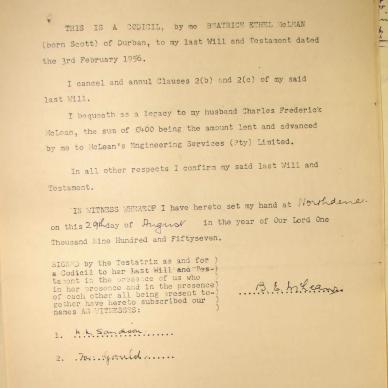 THIS IS A CODICIL, by me BEATRICE ETHEL McLEAN
(born Scott) of Durban, to my last Will and Testament dated
the 3rd February 1956.
I cancel and annul Clauses 2(b) and 2(c) of my said
last Will.
I bequeath as a legacy to my husband Charles Frederick
McLean, the sum of £400 being the amount lent and advanced
by me to McLean's Engineering Services (Pty) Limited.
In all other respects I confirm my said last Will and
Testament.
IN WITNESS WHEREOF I have hereto set my hand at Northdene
on this 29th day of August in the year of Our Lord One
Thousand Nine Hundred and Fiftyseven.
SIGNED by the Testatrix as and for )
a Codicil to her Last Will and Tes- )
tament in the presence of us who )
in her presence and in the presence )
of each other all being present to- )
gether have hereto subscribed our )
names AS WITNESSES: )
B. E. McLean
1.
2.